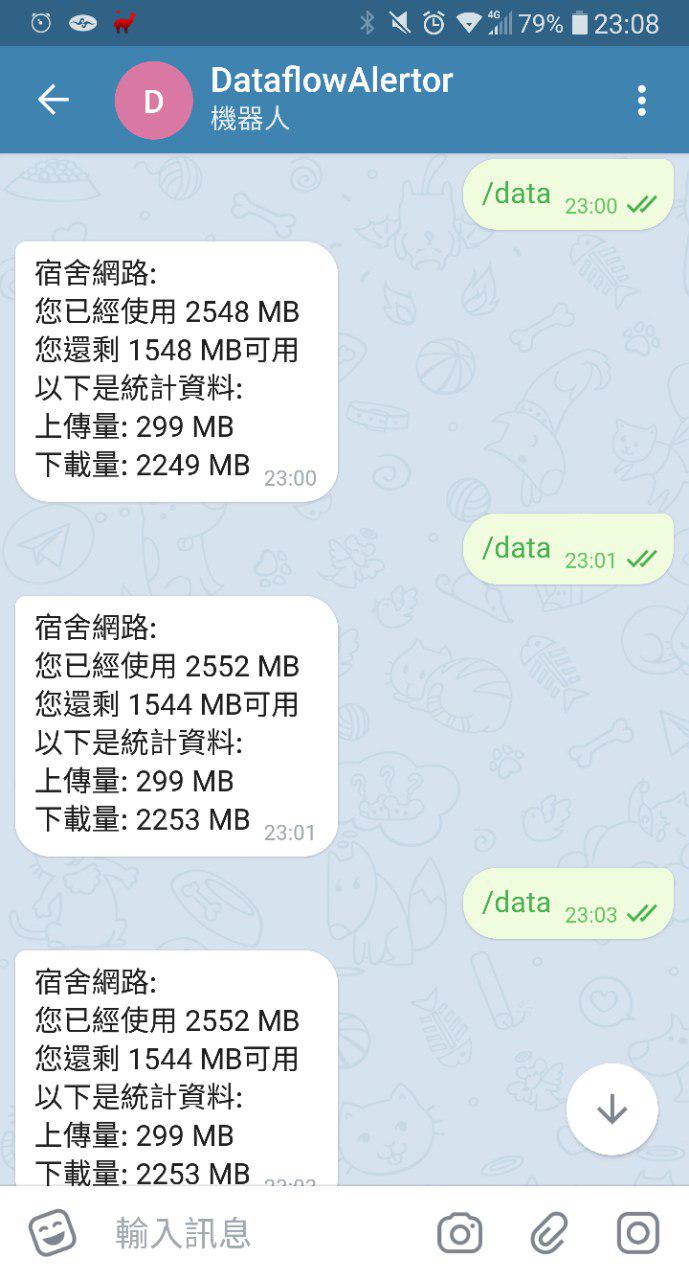 4G 79% 23:08
D
DataflowAlertor
機器人
/data 23:00
宿舍網路:
您已經使用 2548 MB
您還剩 1548 MB可用
以下是統計資料:
上傳量: 299 MB
下載量: 2249 MB 23:00
/data 23:01
宿舍網路:
您已經使用 2552 MB
您還剩 1544 MB可用
以下是統計資料:
上傳量: 299 MB
下載量: 2253 MB 23:01
/data 23:03
宿舍網路:
您已經使用 2552 MB
您還剩 1544 MB可用
以下是統計資料:
上傳量: 299 MB
下載量: 2253 MB
輸入訊息